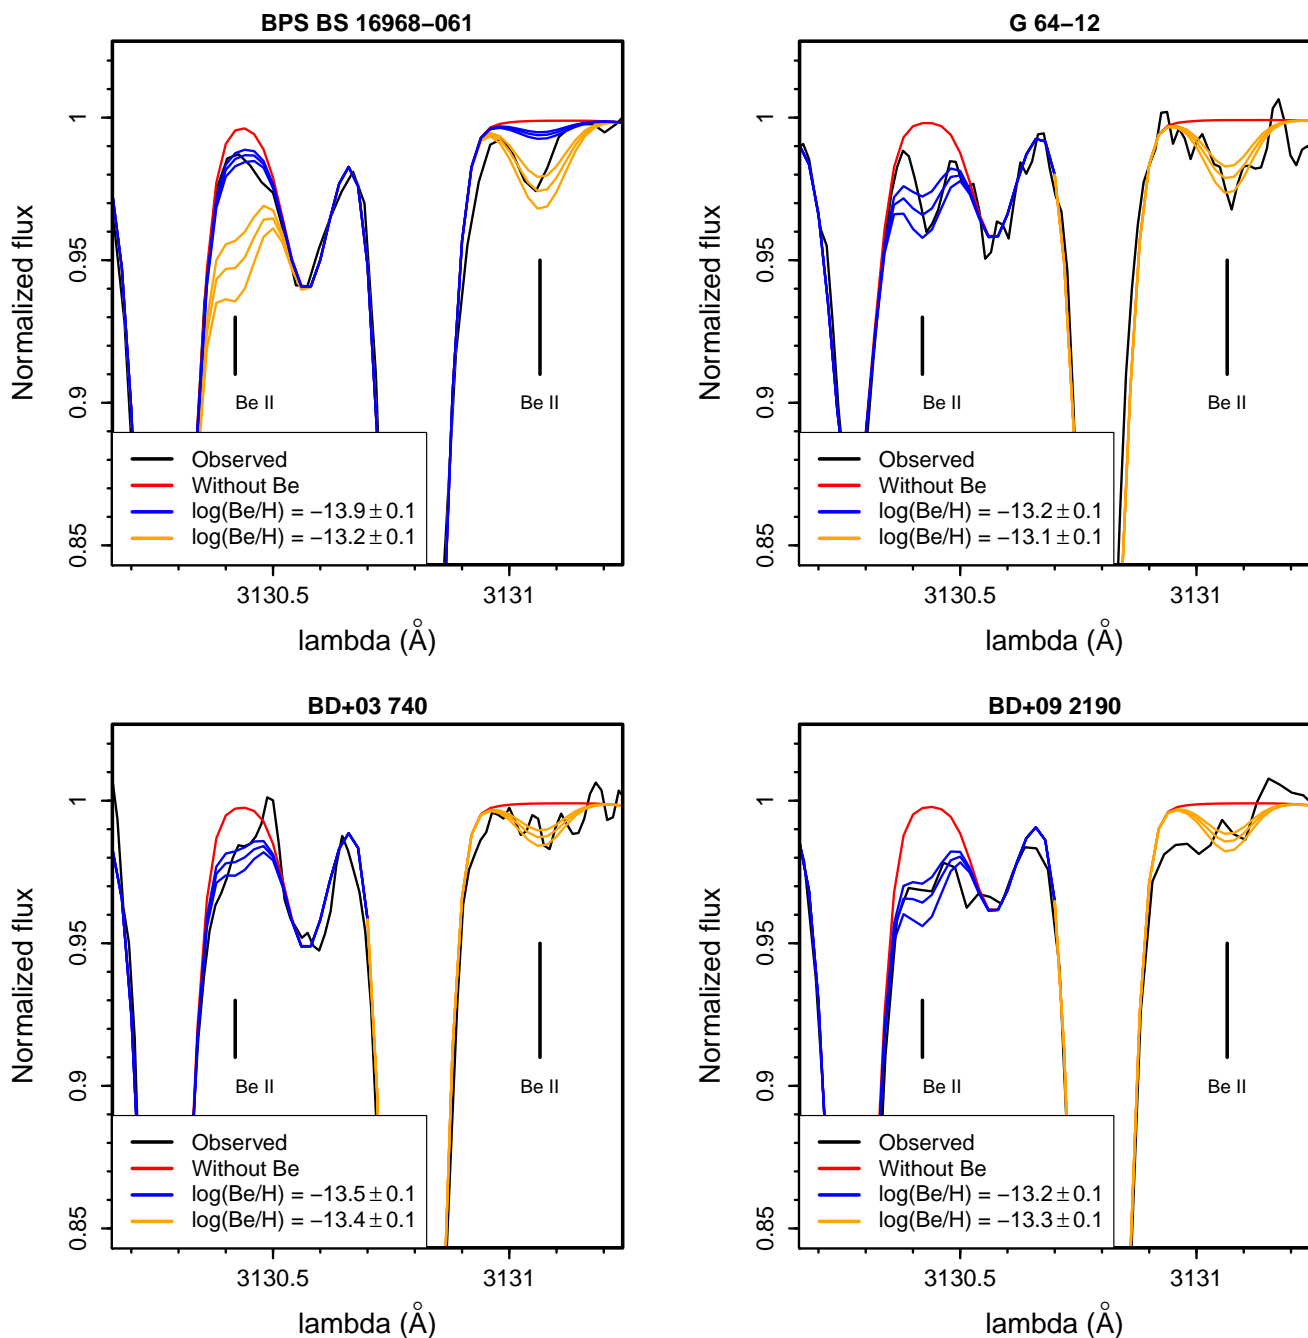 BPS BS 16968−061
Normalized flux
1
0.95
0.9
0.85
Be II
Be II
Observed
Without Be
log(Be/H) = −13.9 ± 0.1
log(Be/H) = −13.2 ± 0.1
3130.5
3131
lambda (Å)
G 64−12
Normalized flux
1
0.95
0.9
0.85
Be II
Be II
Observed
Without Be
log(Be/H) = −13.2 ± 0.1
log(Be/H) = −13.1 ± 0.1
3130.5
3131
lambda (Å)
BD+03 740
Normalized flux
1
0.95
0.9
0.85
Be II
Be II
Observed
Without Be
log(Be/H) = −13.5 ± 0.1
log(Be/H) = −13.4 ± 0.1
3130.5
3131
lambda (Å)
BD+09 2190
Normalized flux
1
0.95
0.9
0.85
Be II
Be II
Observed
Without Be
log(Be/H) = −13.2 ± 0.1
log(Be/H) = −13.3 ± 0.1
3130.5
3131
lambda (Å)